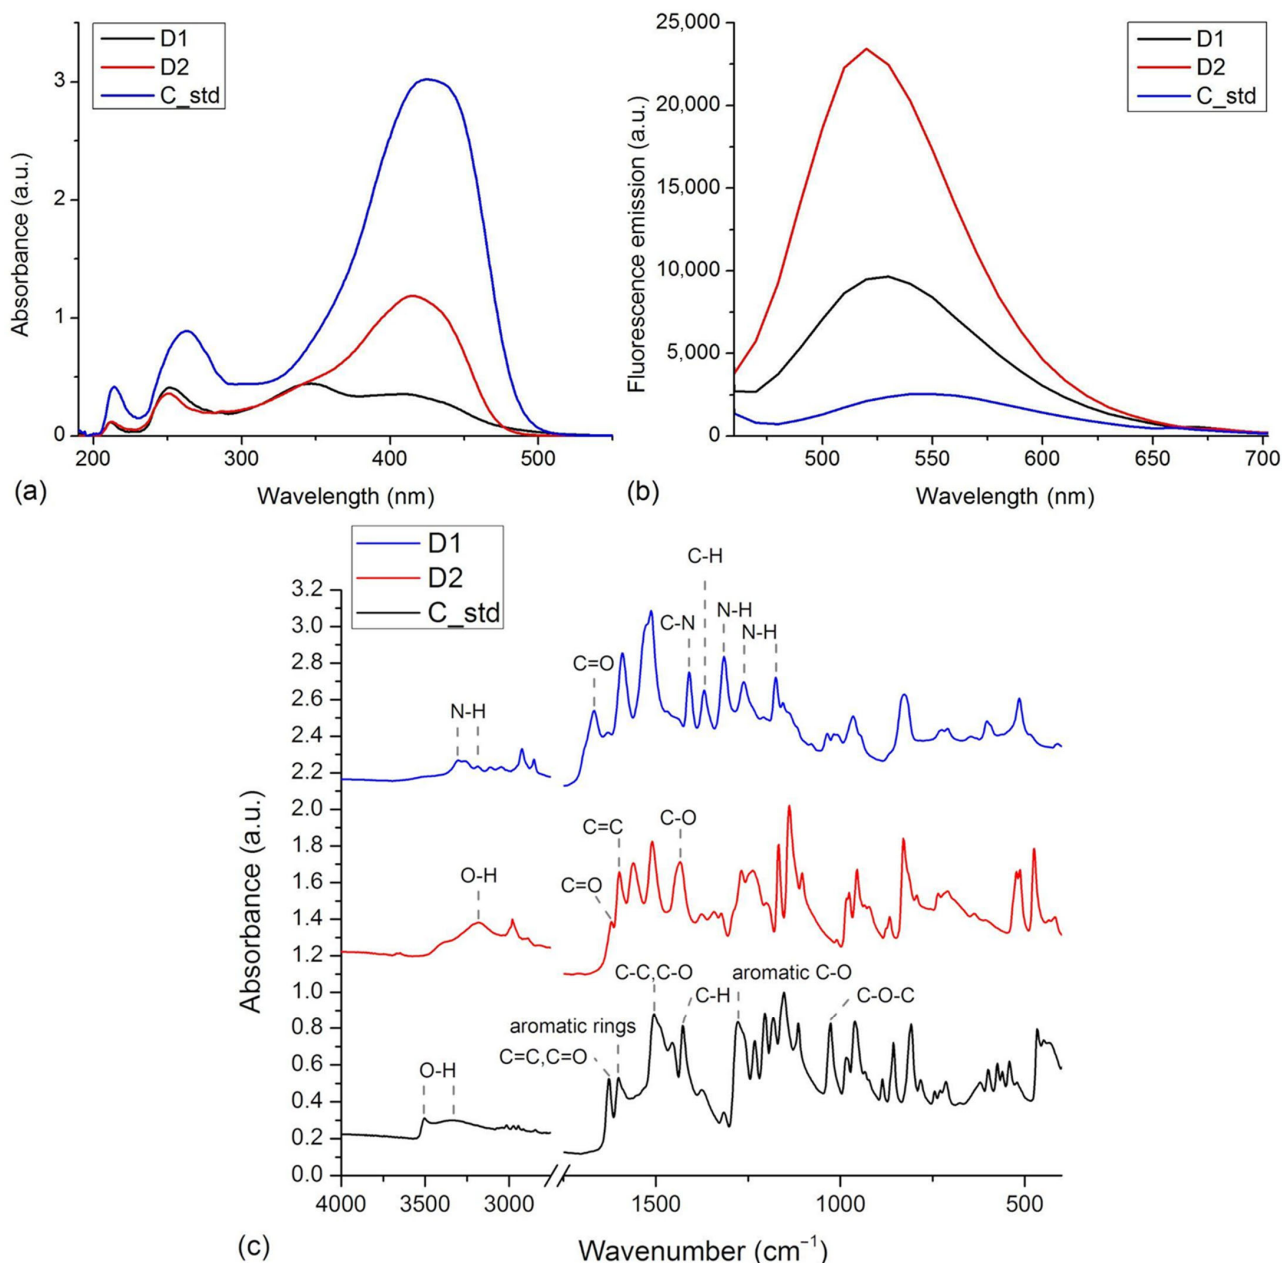 D1
D2
C_std
3
2
1
0
Absorbance (a.u.)
200 300 400 500
Wavelength (nm)
(a)
25,000
20,000
15,000
10,000
5,000
0
Fluorescence emission (a.u.)
D1
D2
C_std
500 550 600 650 700
Wavelength (nm)
(b)
D1
D2
C_std
3.2
3.0
2.8
2.6
2.4
2.2
2.0
1.8
1.6
1.4
1.2
1.0
0.8
0.6
0.4
0.2
0.0
Absorbance (a.u.)
C-H
N-H
C-N
N-H
C=O
N-H
C=C
C-O
C=O
O-H
C-C,C-O
aromatic C-O
C-H
C-O-C
aromatic rings
C=C,C=O
O-H
4000 3500 3000 1500 1000 500
Wavenumber (cm⁻¹)
(c)